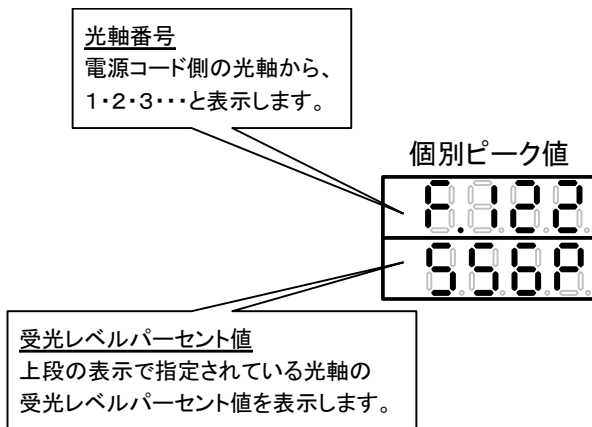 光軸番号
電源コード側の光軸から、
1・2・3・・・と表示します。
個別ピーク値
F.122
556P
受光レベルパーセント値
上段の表示で指定されている光軸の
受光レベルパーセント値を表示します。